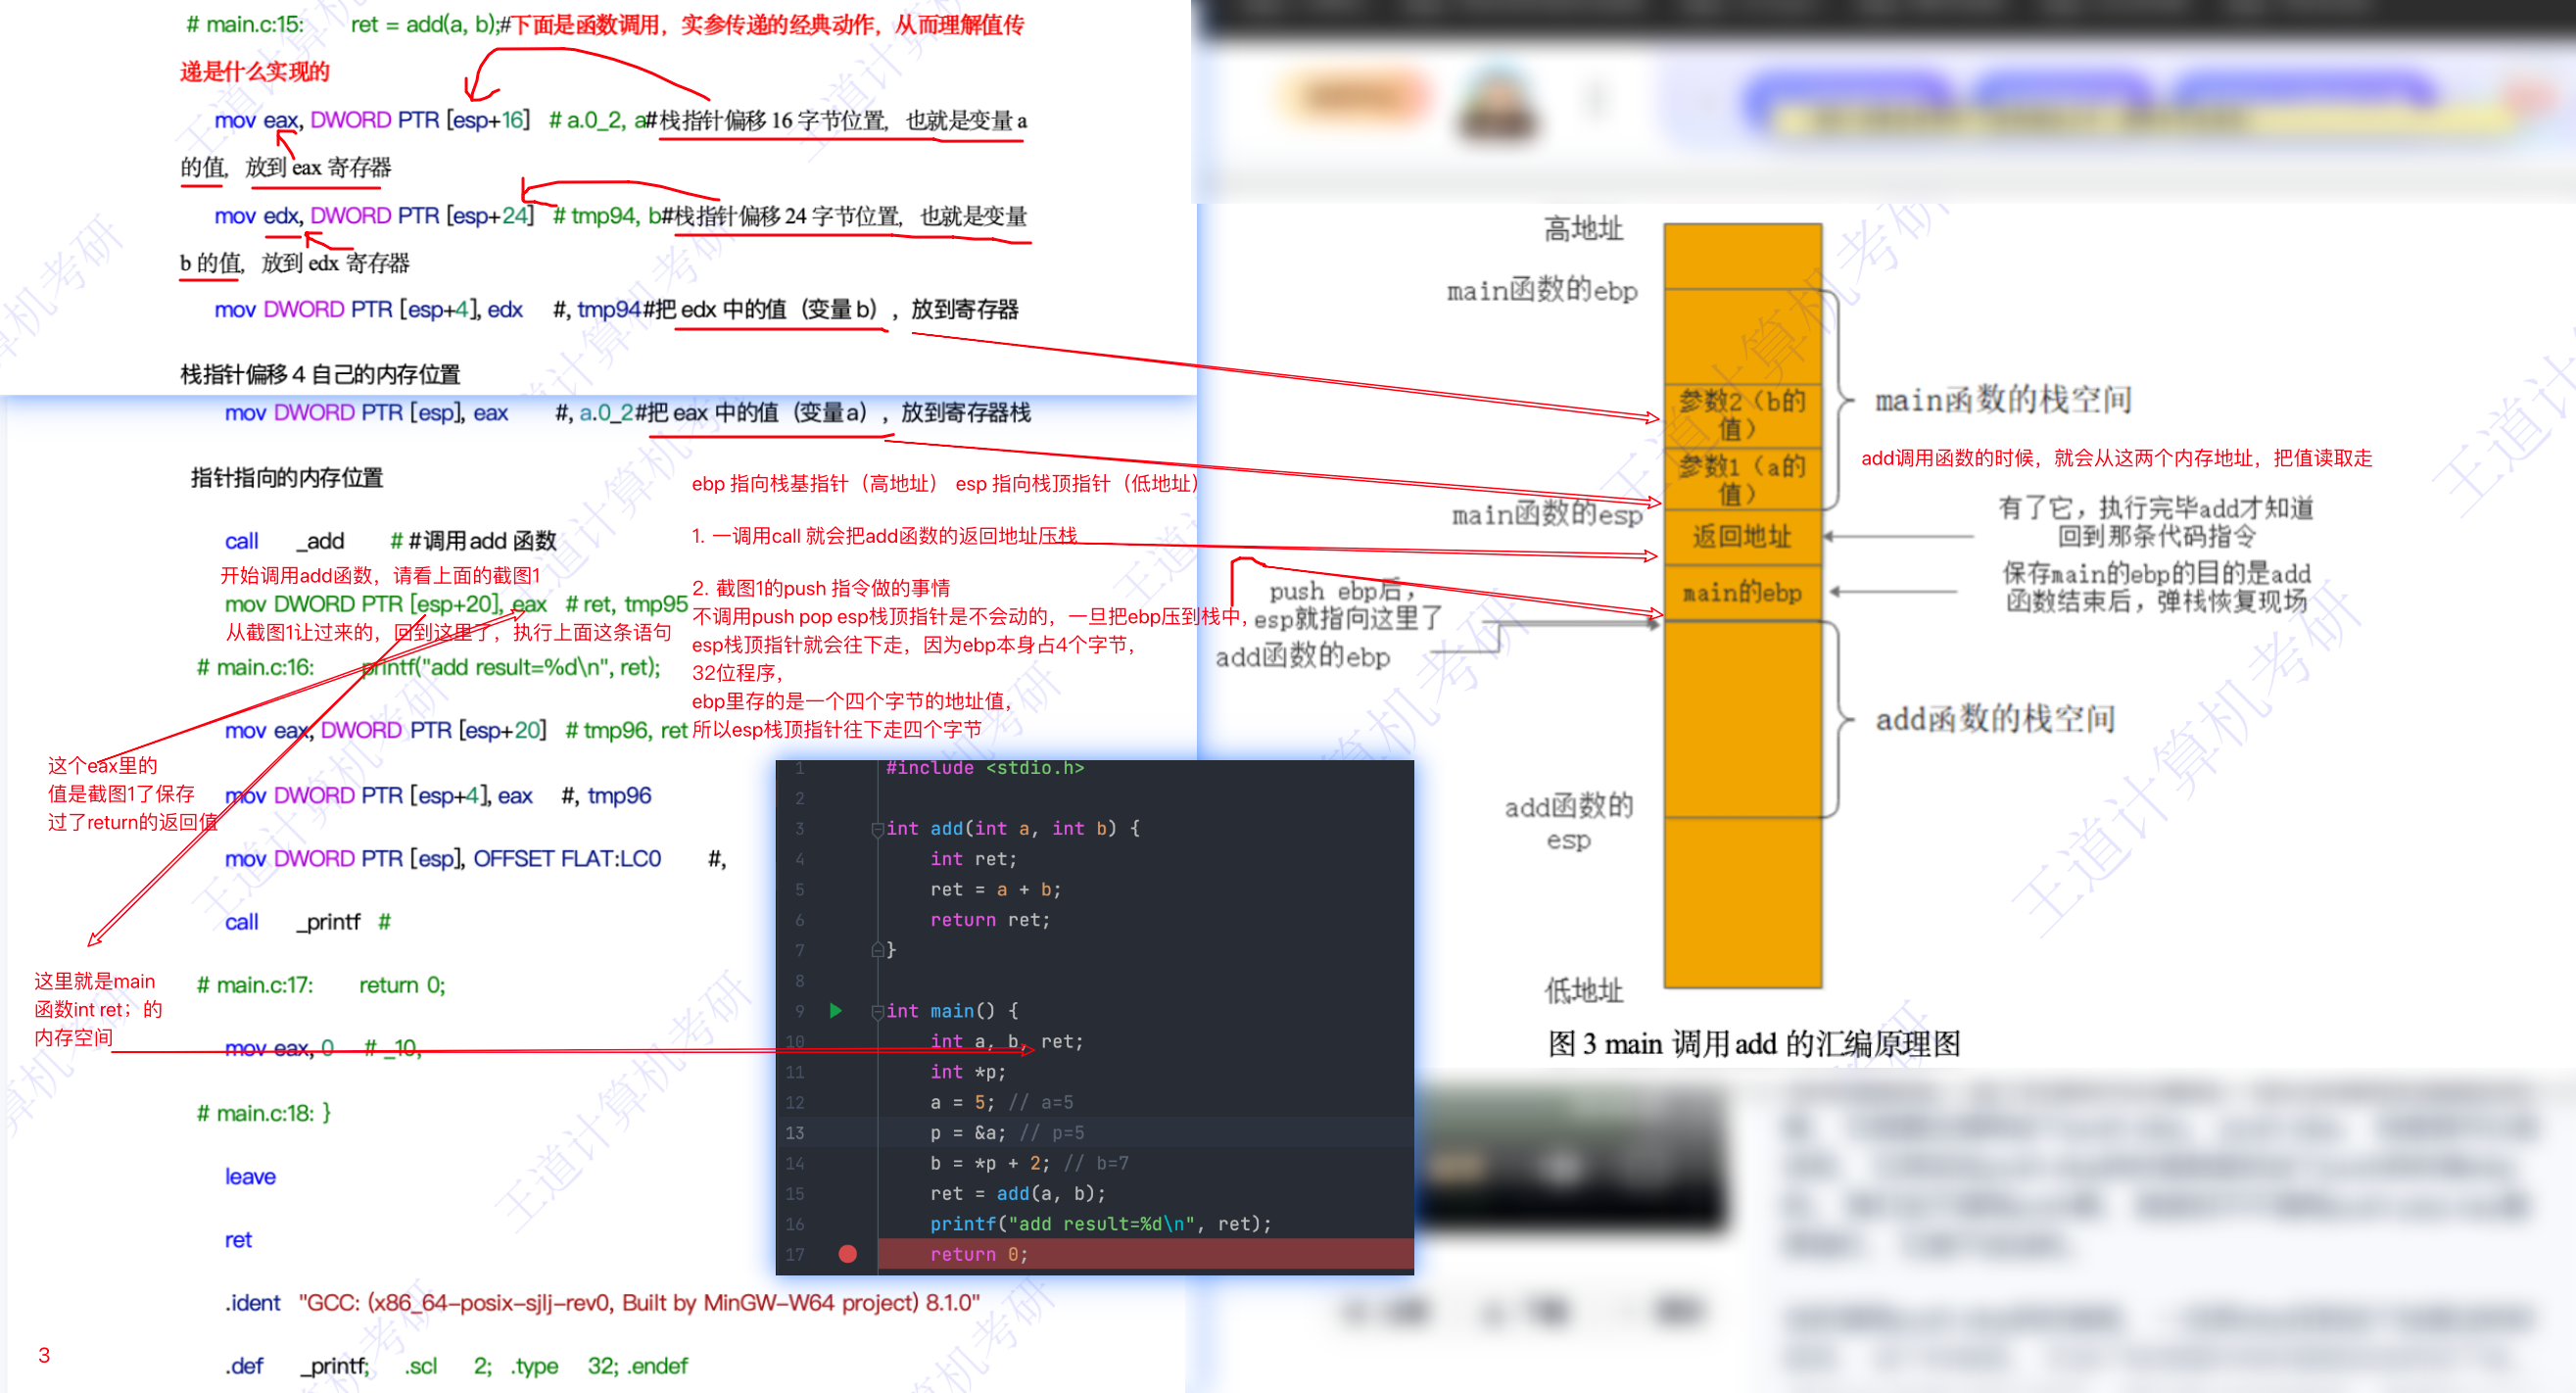 # main.c:15:        ret = add(a, b);#下面是函数调用，实参传递的经典动作，从而理解值传
递是什么实现的
mov eax, DWORD PTR [esp+16]   # a.0_2, a#栈指针偏移 16 字节位置，也就是变量 a
的值，放到 eax 寄存器
mov edx, DWORD PTR [esp+24]   # tmp94, b#栈指针偏移 24 字节位置，也就是变量
b 的值，放到 edx 寄存器
mov DWORD PTR [esp+4], edx     #, tmp94#把 edx 中的值（变量 b），放到寄存器
栈指针偏移 4 自己的内存位置
mov DWORD PTR [esp], eax        #, a.0_2#把 eax 中的值（变量 a），放到寄存器栈
指针指向的内存位置
call      _add       # #调用 add 函数
开始调用add函数，请看上面的截图1
mov DWORD PTR [esp+20], eax   # ret, tmp95
从截图1让过来的，回到这里了，执行上面这条语句
# main.c:16:        printf("add result=%d\n", ret);
mov eax, DWORD PTR [esp+20]   # tmp96, ret
mov DWORD PTR [esp+4], eax     #, tmp96
mov DWORD PTR [esp], OFFSET FLAT:LC0        #,
call      _printf   #
# main.c:17:        return 0;
mov eax, 0     # _10,
# main.c:18: }
leave
ret
.ident   "GCC: (x86_64-posix-sjlj-rev0, Built by MinGW-W64 project) 8.1.0"
.def      _printf;     .scl      2;   .type     32;  .endef
3
这个eax里的
值是截图1了保存
过了return的返回值
这里就是main
函数int ret；的
内存空间
ebp 指向栈基指针（高地址） esp 指向栈顶指针（低地址）
1. 一调用call 就会把add函数的返回地址压栈
2. 截图1的push 指令做的事情
不调用push pop esp栈顶指针是不会动的，一旦把ebp压到栈中，
esp栈顶指针就会往下走，因为ebp本身占4个字节，
32位程序，
ebp里存的是一个四个字节的地址值，
所以esp栈顶指针往下走四个字节
1 #include <stdio.h>
2
3 int add(int a, int b) {
4     int ret;
5     ret = a + b;
6     return ret;
7 }
8
9 int main() {
10     int a, b, ret;
11     int *p;
12     a = 5; // a=5
13     p = &a; // p=5
14     b = *p + 2; // b=7
15     ret = add(a, b);
16     printf("add result=%d\n", ret);
17     return 0;
高地址
main函数的ebp
参数2（b的
值）
main函数的栈空间
参数1（a的
值）
add调用函数的时候，就会从这两个内存地址，把值读取走
main函数的esp
返回地址
有了它，执行完毕add才知道
回到那条代码指令
push ebp后，
esp就指向这里了
main的ebp
保存main的ebp的目的是add
函数结束后，弹栈恢复现场
add函数的ebp
add函数的栈空间
add函数的
esp
低地址
图 3 main 调用 add 的汇编原理图
王道计算机考研